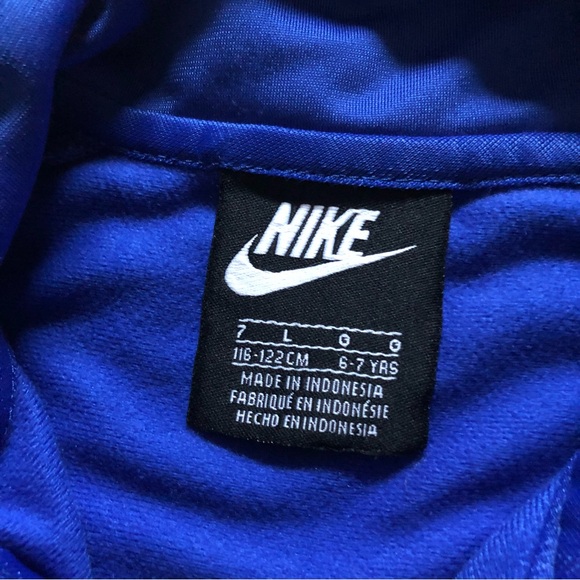 NIKE
7 L G G
116-122CM 6-7 YRS
MADE IN INDONESIA
FABRIQUÉ EN INDONÉSIE
HECHO EN INDONESIA